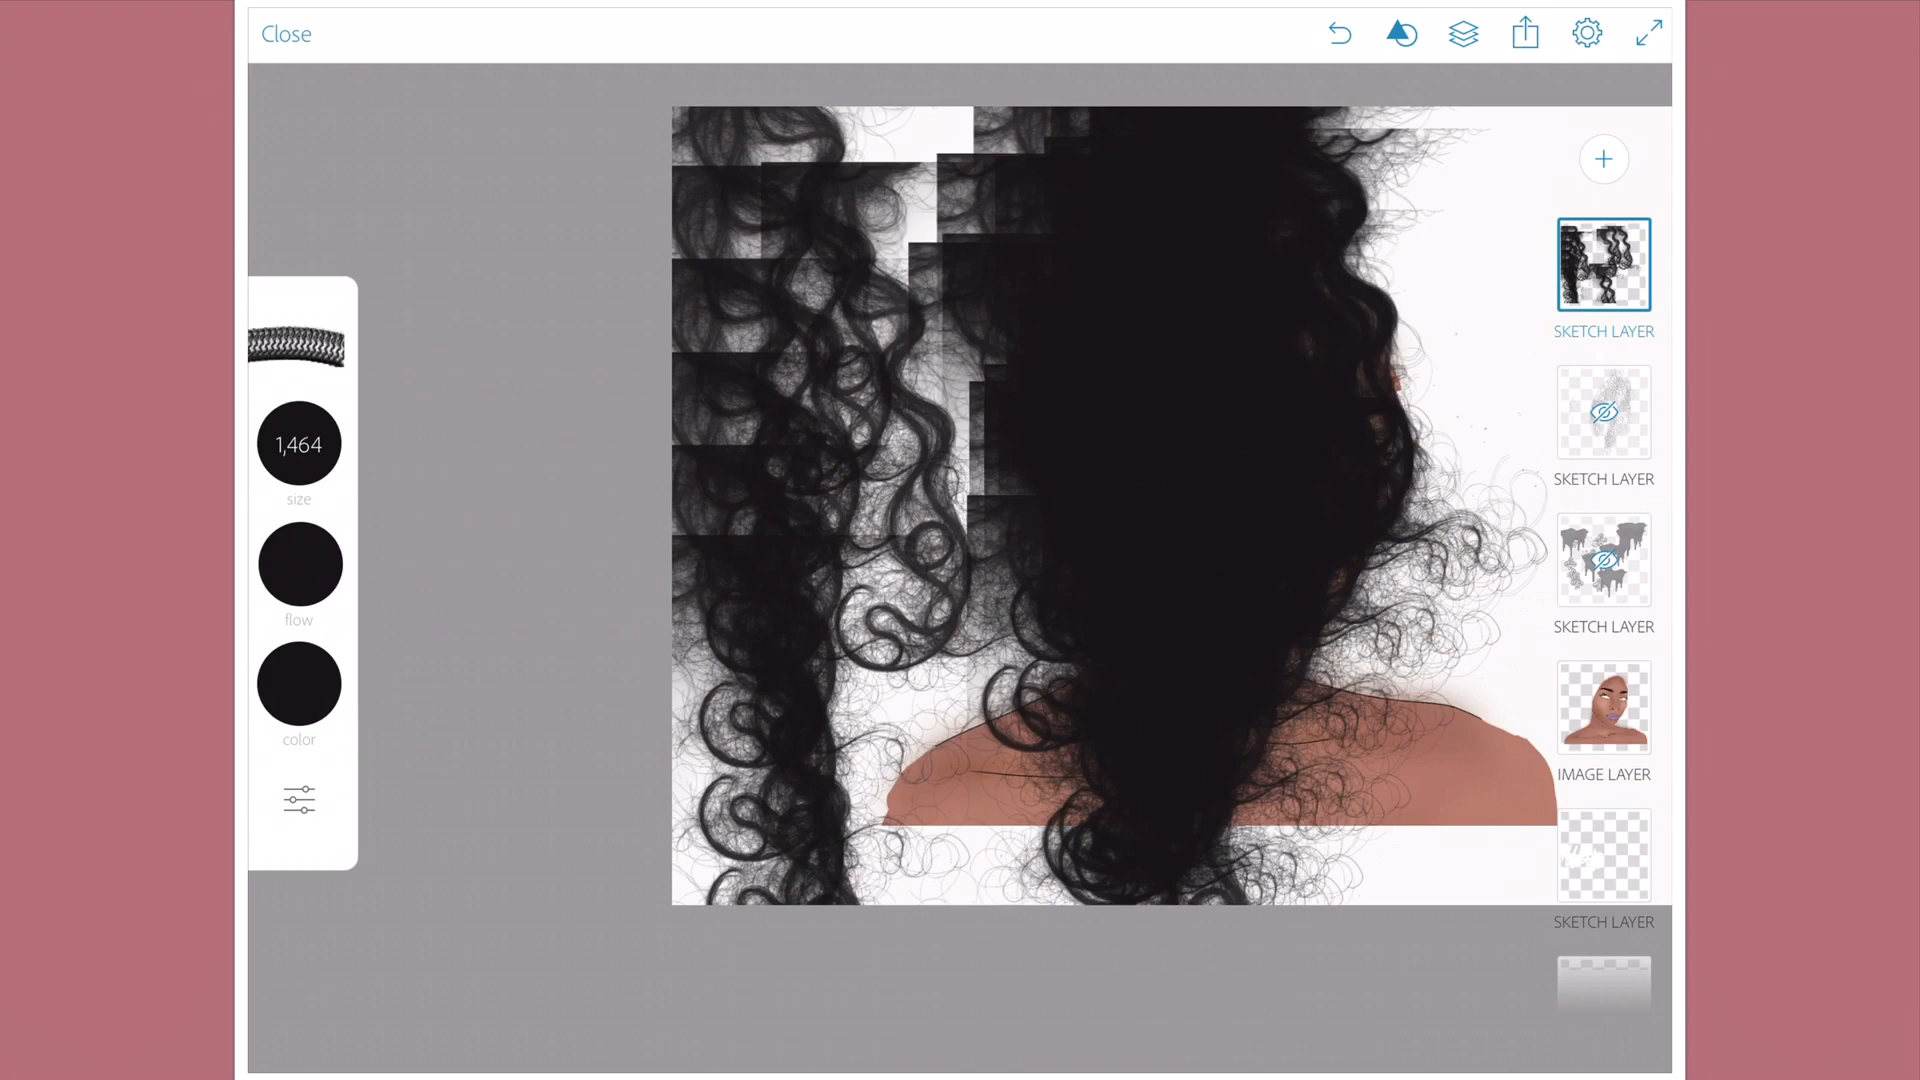 Close
1,464
size
flow
color
SKETCH LAYER
SKETCH LAYER
SKETCH LAYER
IMAGE LAYER
SKETCH LAYER